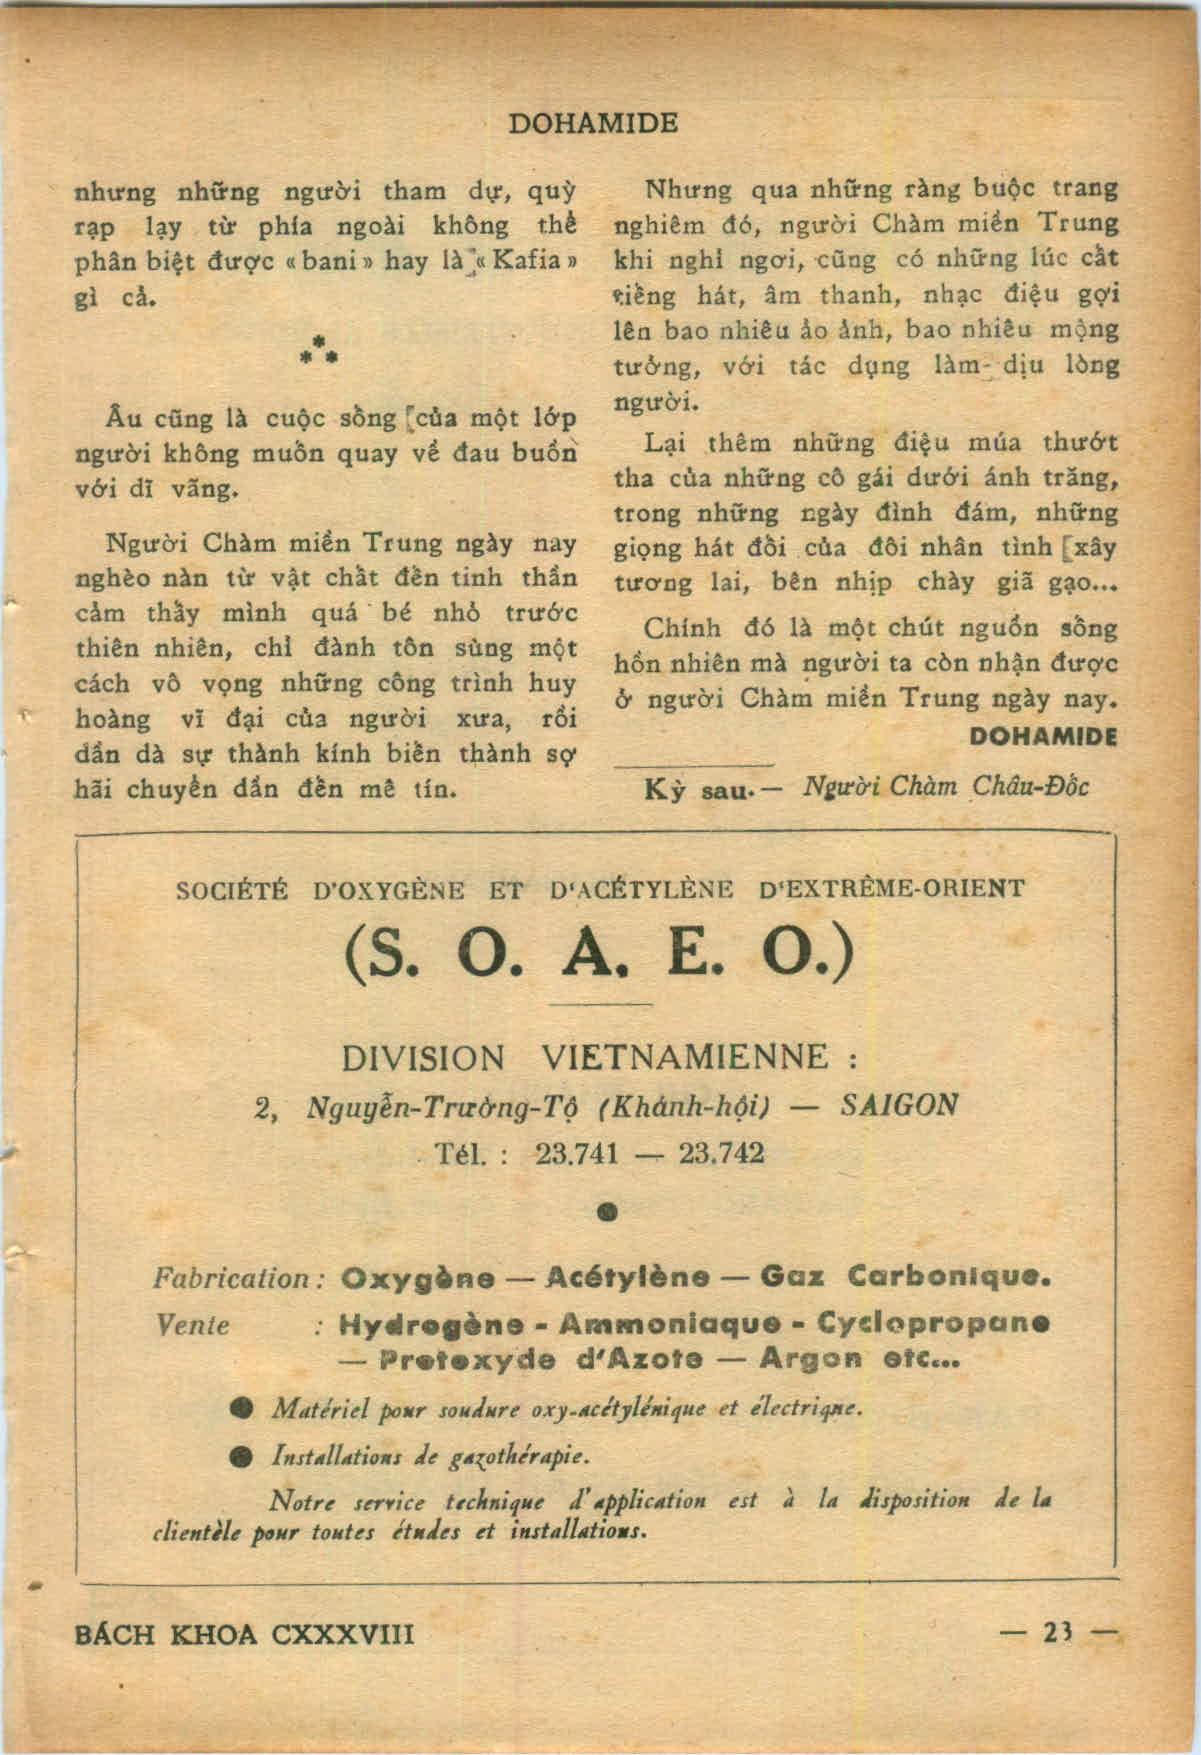 DOHAMIDE
nhưng những người tham dự, quỳ
rạp lạy từ phía ngoài không thể
phân biệt được «bani» hay là «Kafia»
gì cả.
* * *
Âu cũng là cuộc sống của một lớp
người không muốn quay về đau buồn
với dĩ vãng.
Người Chàm miền Trung ngày nay
nghèo nàn từ vật chất đến tinh thần
cảm thấy mình quá bé nhỏ trước
thiên nhiên, chỉ đành tôn sùng một
cách vô vọng những công trình huy
hoàng vĩ đại của người xưa, rồi
dần dà sự thành kính biến thành sợ
hãi chuyển dần đến mê tín.
Nhưng qua những ràng buộc trang
nghiêm đó, người Chàm miền Trung
khi nghỉ ngơi, cũng có những lúc cất
tiếng hát, âm thanh, nhạc điệu gợi
lên bao nhiêu ảo ảnh, bao nhiêu mộng
tưởng, với tác dụng làm dịu lòng
người.
Lại thêm những điệu múa thướt
tha của những cô gái dưới ánh trăng,
trong những ngày đình đám, những
giọng hát đối của đôi nhân tình xây
tương lai, bên nhịp chày giã gạo...
Chính đó là một chút nguồn sống
hồn nhiên mà người ta còn nhận được
ở người Chàm miền Trung ngày nay.
DOHAMIDE
Kỳ sau.— Người Chàm Châu-Đốc
SOCIÉTÉ D'OXYGÈNE ET D'ACÉTYLÈNE D'EXTRÊME-ORIENT
(S. O. A. E. O.)
DIVISION VIETNAMIENNE :
2, Nguyễn-Trường-Tộ (Khánh-hội) — SAIGON
Tél. : 23.741 — 23.742
Fabrication : Oxygène — Acétylène — Gaz Carbonique.
Vente : Hydrogène - Ammoniaque - Cyclopropane
— Protoxyde d'Azote — Argon etc...
● Matériel pour soudure oxy-acétylénique et électrique.
● Installations de gazothérapie.
Notre service technique d'application est à la disposition de la
clientèle pour toutes études et installations.
BÁCH KHOA CXXXVIII
— 23 —